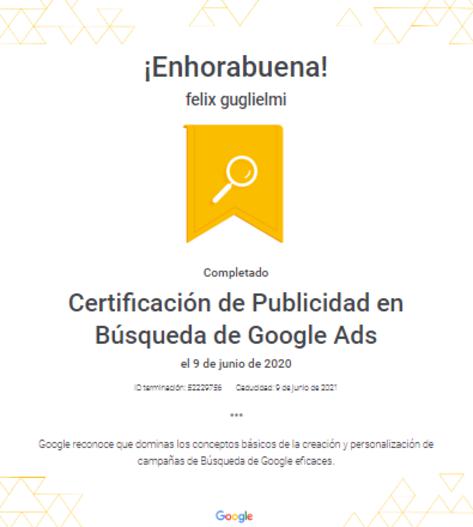 ¡Enhorabuena!
felix guglielmi
Completado
Certificación de Publicidad en
Búsqueda de Google Ads
el 9 de junio de 2020
ID terminación: 52229756 Caducidad: 9 de junio de 2021
***
Google reconoce que dominas los conceptos básicos de la creación y personalización de
campañas de Búsqueda de Google eficaces.
Google